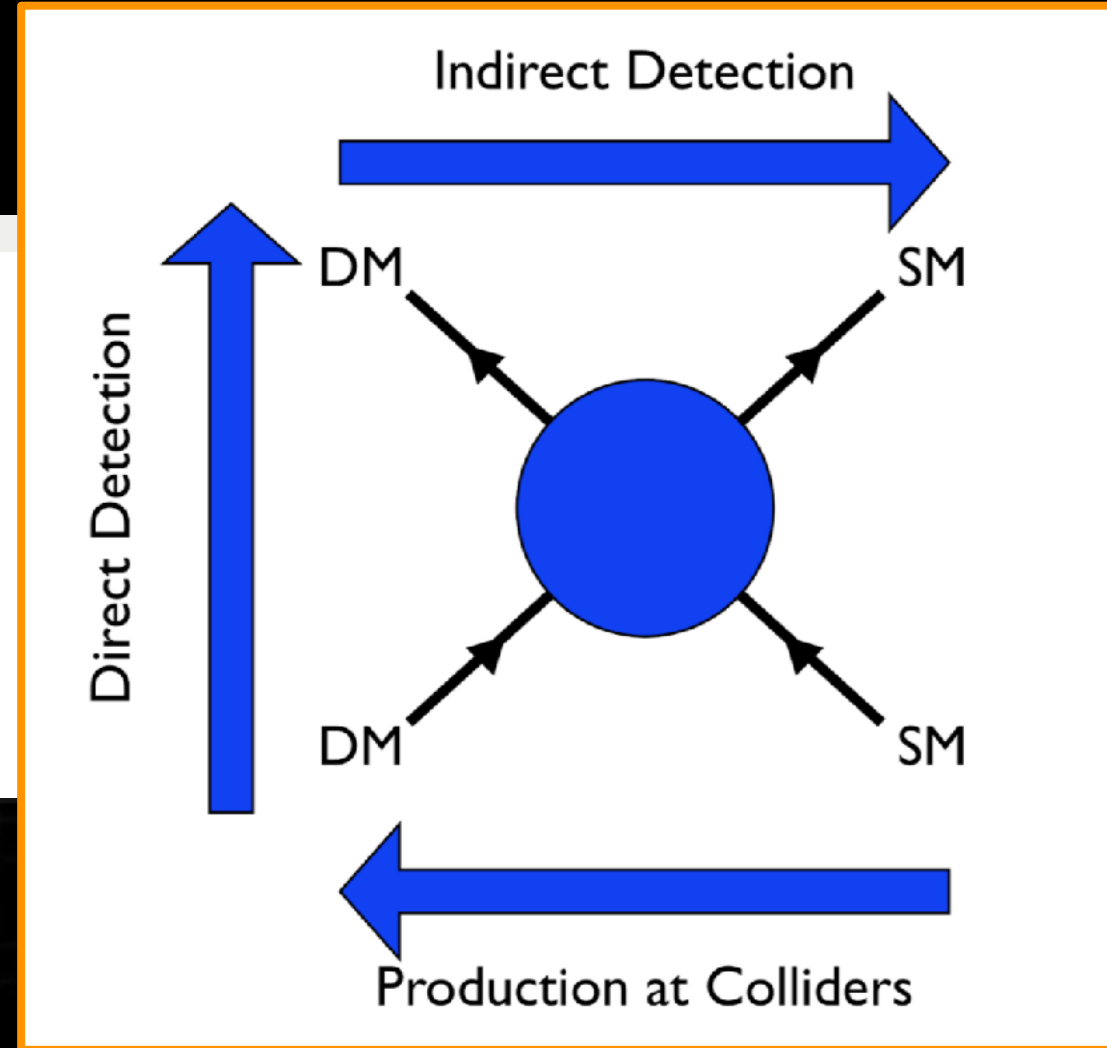 Indirect Detection
DM
SM
Direct Detection
DM
SM
Production at Colliders